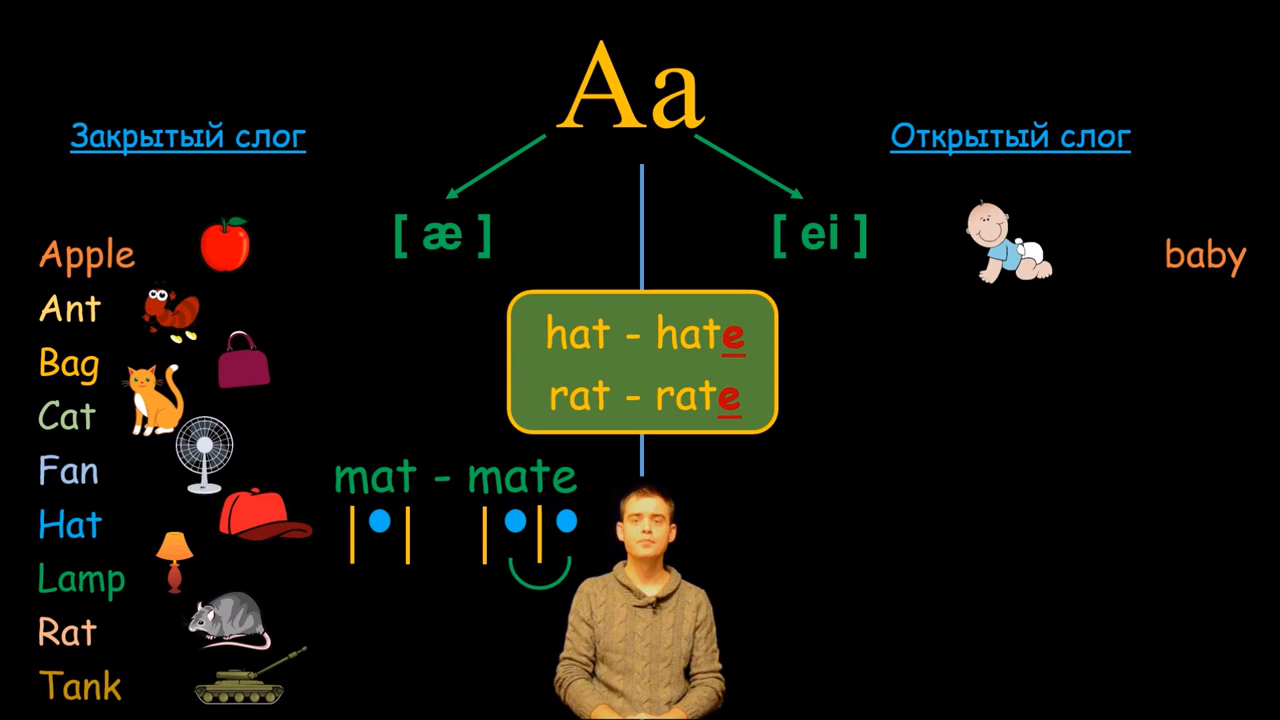 Aa
Закрытый слог
Открытый слог
[ æ ]
[ ei ]
Apple
Ant
Bag
Cat
Fan
Hat
Lamp
Rat
Tank
baby
hat - hate
rat - rate
mat - mate